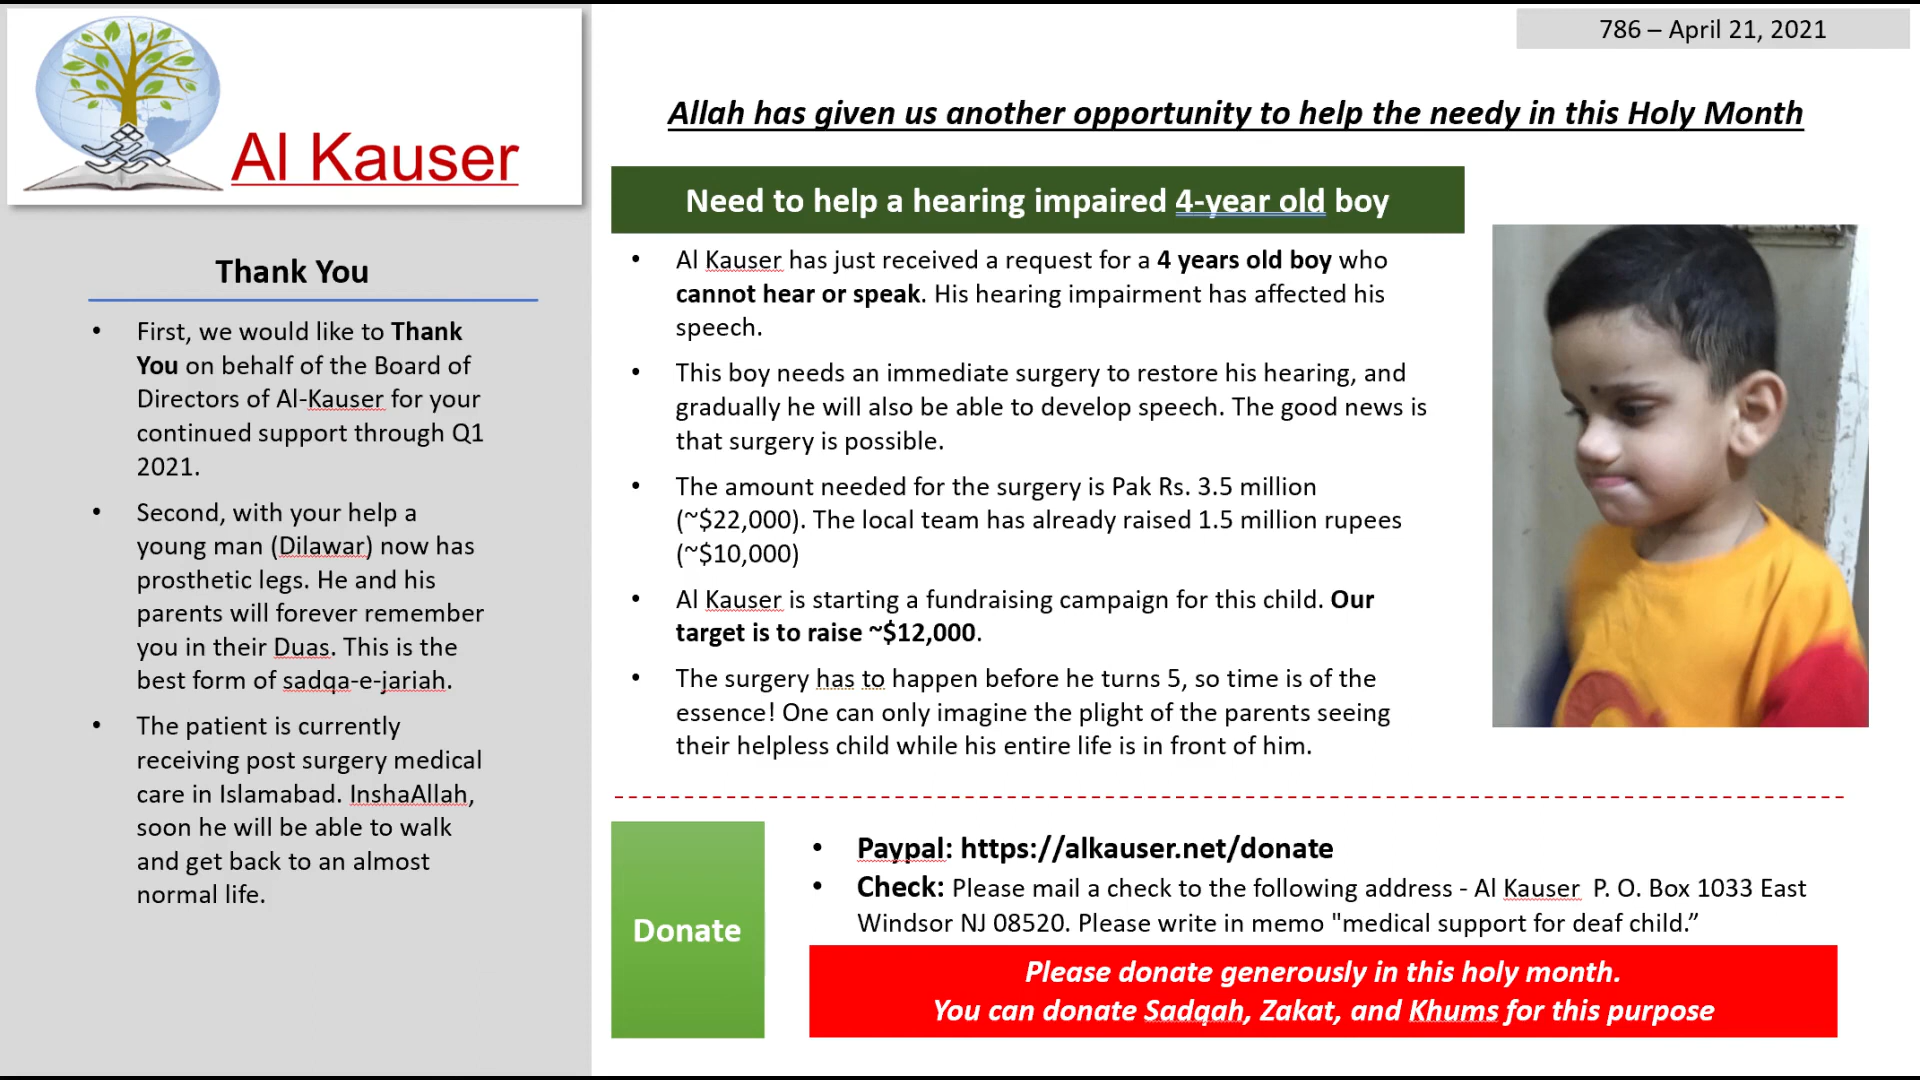 786 – April 21, 2021
Al Kauser
Allah has given us another opportunity to help the needy in this Holy Month
Thank You
• First, we would like to Thank
You on behalf of the Board of
Directors of Al-Kauser for your
continued support through Q1
2021.
• Second, with your help a
young man (Dilawar) now has
prosthetic legs. He and his
parents will forever remember
you in their Duas. This is the
best form of sadqa-e-jariah.
• The patient is currently
receiving post surgery medical
care in Islamabad. InshaAllah,
soon he will be able to walk
and get back to an almost
normal life.
Need to help a hearing impaired 4-year old boy
• Al Kauser has just received a request for a 4 years old boy who
cannot hear or speak. His hearing impairment has affected his
speech.
• This boy needs an immediate surgery to restore his hearing, and
gradually he will also be able to develop speech. The good news is
that surgery is possible.
• The amount needed for the surgery is Pak Rs. 3.5 million
(~$22,000). The local team has already raised 1.5 million rupees
(~$10,000)
• Al Kauser is starting a fundraising campaign for this child. Our
target is to raise ~$12,000.
• The surgery has to happen before he turns 5, so time is of the
essence! One can only imagine the plight of the parents seeing
their helpless child while his entire life is in front of him.
Donate
• Paypal: https://alkauser.net/donate
• Check: Please mail a check to the following address - Al Kauser P. O. Box 1033 East
Windsor NJ 08520. Please write in memo "medical support for deaf child.”
Please donate generously in this holy month.
You can donate Sadqah, Zakat, and Khums for this purpose